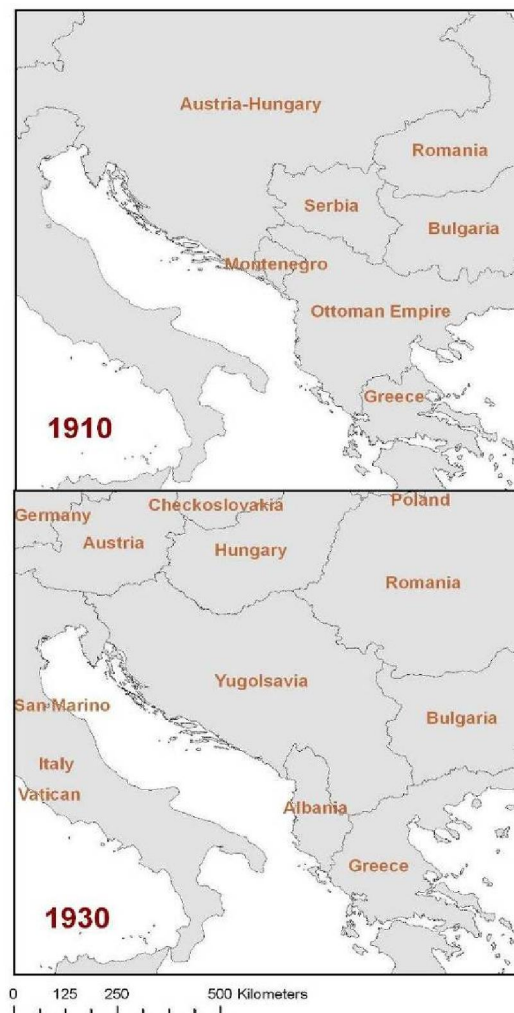 Austria-Hungary
Romania
Serbia
Bulgaria
Montenegro
Ottoman Empire
Greece
1910
Germany
Checkoslovakia
Poland
Austria
Hungary
Romania
Yugolsavia
San Marino
Bulgaria
Italy
Vatican
Albania
Greece
1930
0 125 250 500 Kilometers